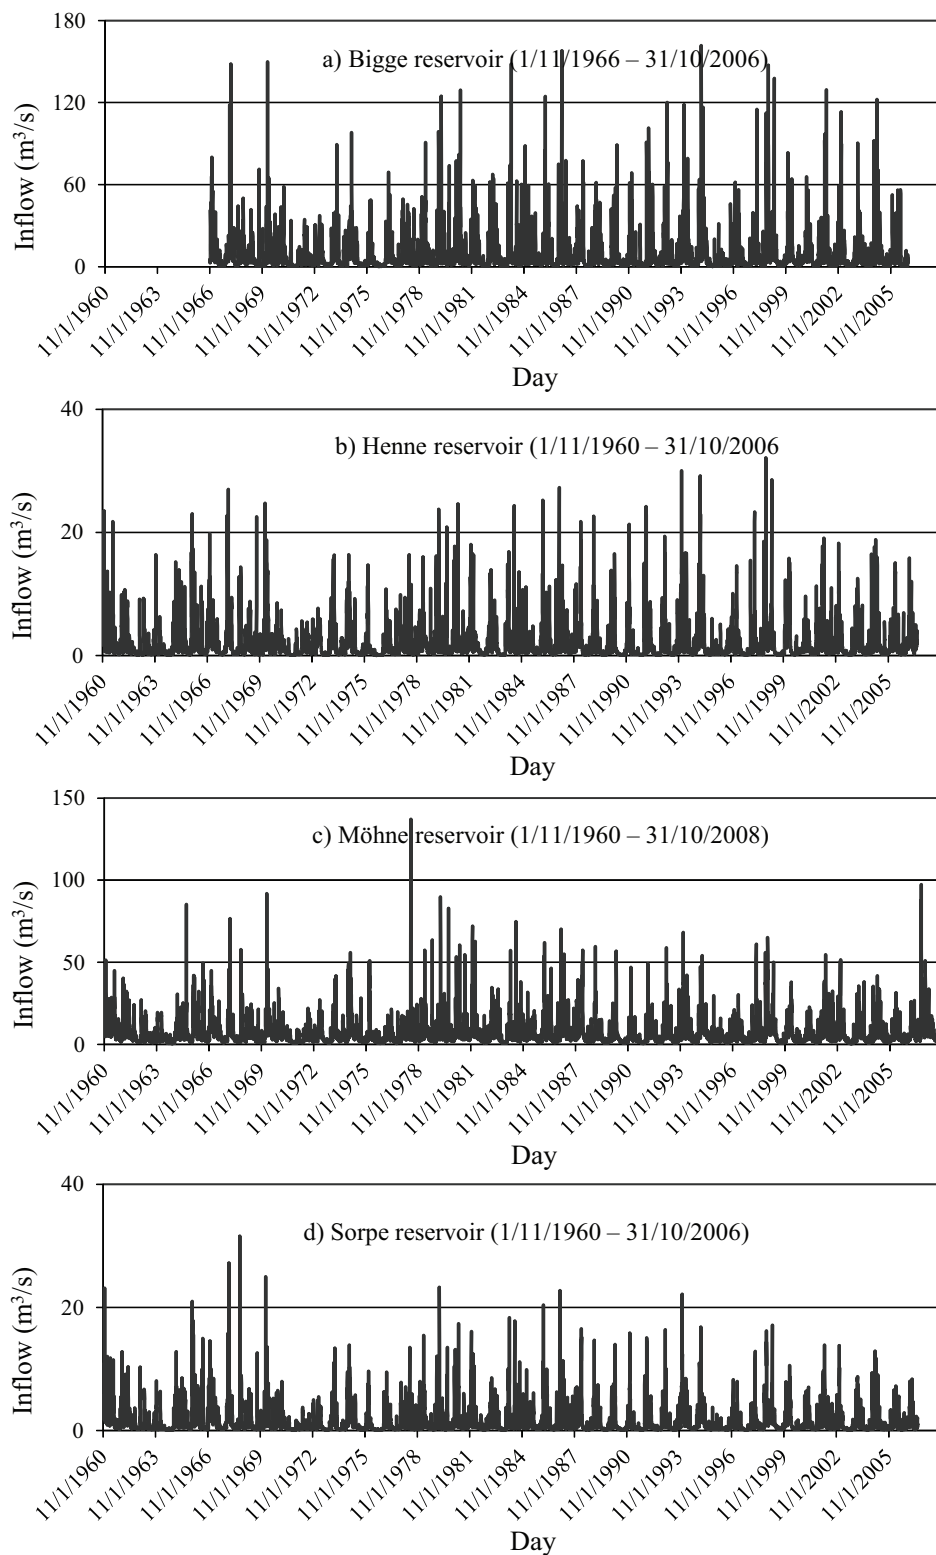 180
a) Bigge reservoir (1/11/1966 – 31/10/2006)
120
60
0
Inflow (m³/s)
11/1/1960 11/1/1963 11/1/1966 11/1/1969 11/1/1972 11/1/1975 11/1/1978 11/1/1981 11/1/1984 11/1/1987 11/1/1990 11/1/1993 11/1/1996 11/1/1999 11/1/2002 11/1/2005
Day
40
b) Henne reservoir (1/11/1960 – 31/10/2006
20
0
Inflow (m³/s)
11/1/1960 11/1/1963 11/1/1966 11/1/1969 11/1/1972 11/1/1975 11/1/1978 11/1/1981 11/1/1984 11/1/1987 11/1/1990 11/1/1993 11/1/1996 11/1/1999 11/1/2002 11/1/2005
Day
150
c) Möhne reservoir (1/11/1960 – 31/10/2008)
100
50
0
Inflow (m³/s)
11/1/1960 11/1/1963 11/1/1966 11/1/1969 11/1/1972 11/1/1975 11/1/1978 11/1/1981 11/1/1984 11/1/1987 11/1/1990 11/1/1993 11/1/1996 11/1/1999 11/1/2002 11/1/2005
Day
40
d) Sorpe reservoir (1/11/1960 – 31/10/2006)
20
0
Inflow (m³/s)
11/1/1960 11/1/1963 11/1/1966 11/1/1969 11/1/1972 11/1/1975 11/1/1978 11/1/1981 11/1/1984 11/1/1987 11/1/1990 11/1/1993 11/1/1996 11/1/1999 11/1/2002 11/1/2005
Day